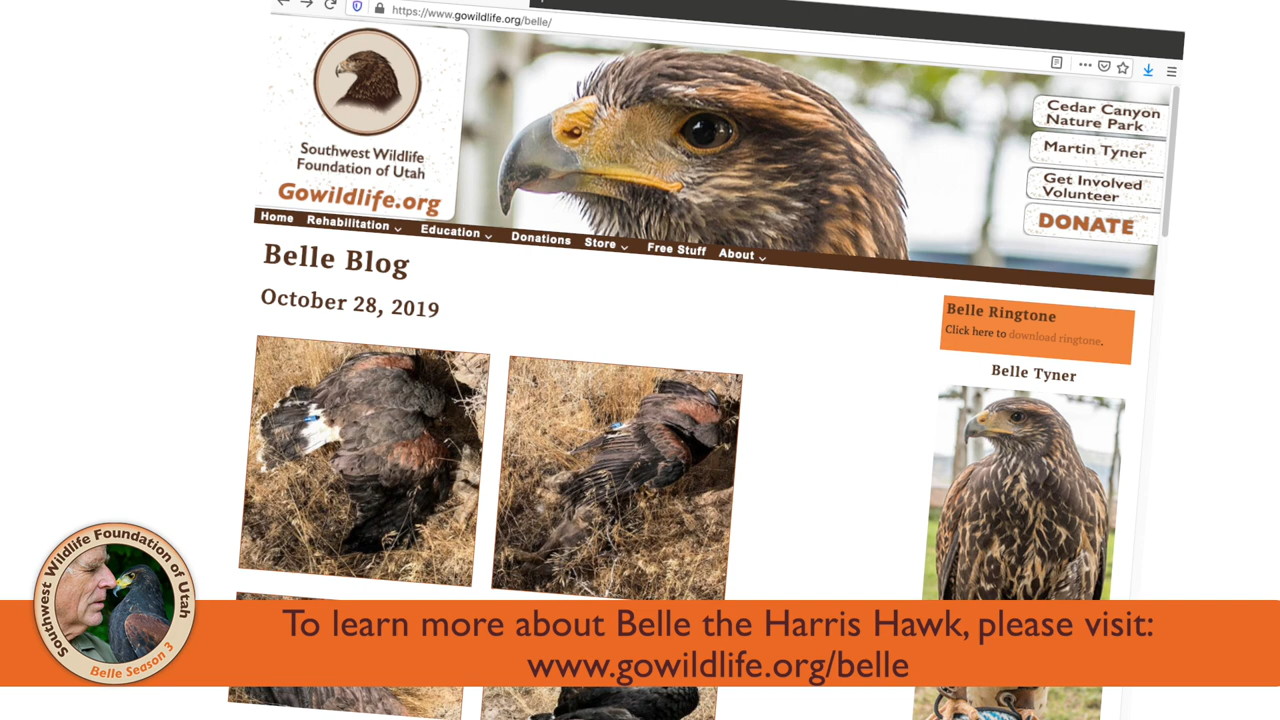 https://www.gowildlife.org/belle/
Southwest Wildlife
Foundation of Utah
Gowildlife.org
Cedar Canyon
Nature Park
Martin Tyner
Get Involved
Volunteer
DONATE
Home Rehabilitation Education Donations Store Free Stuff About
Belle Blog
October 28, 2019
Belle Ringtone
Click here to download ringtone.
Belle Tyner
Southwest Wildlife Foundation of Utah
Belle Season 3
To learn more about Belle the Harris Hawk, please visit:
www.gowildlife.org/belle